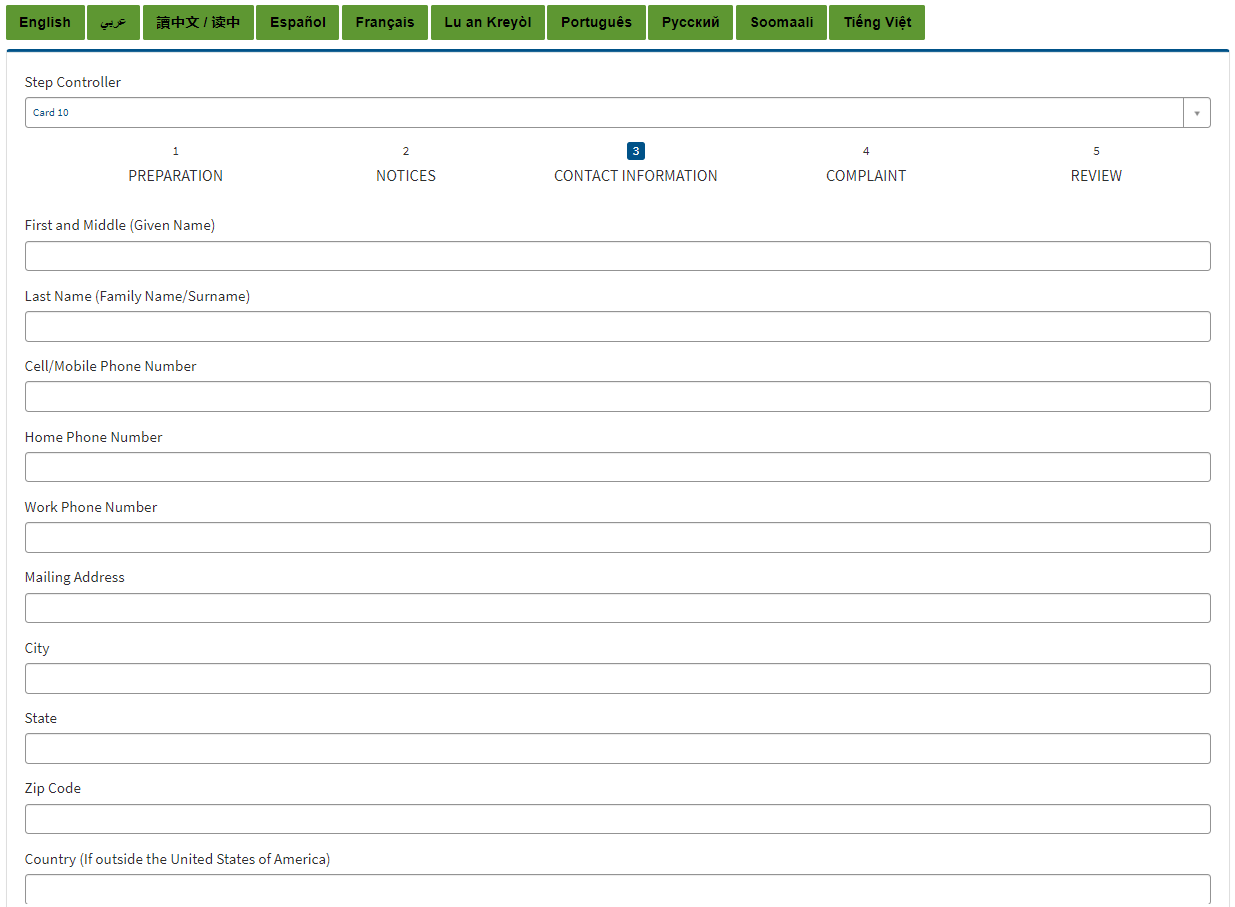 English عربي 讀中文 / 读中 Español Français Lu an Kreyòl Português Русский Soomaali Tiếng Việt
Step Controller
Card 10
1 2 3 4 5
PREPARATION NOTICES CONTACT INFORMATION COMPLAINT REVIEW
First and Middle (Given Name)
Last Name (Family Name/Surname)
Cell/Mobile Phone Number
Home Phone Number
Work Phone Number
Mailing Address
City
State
Zip Code
Country (If outside the United States of America)